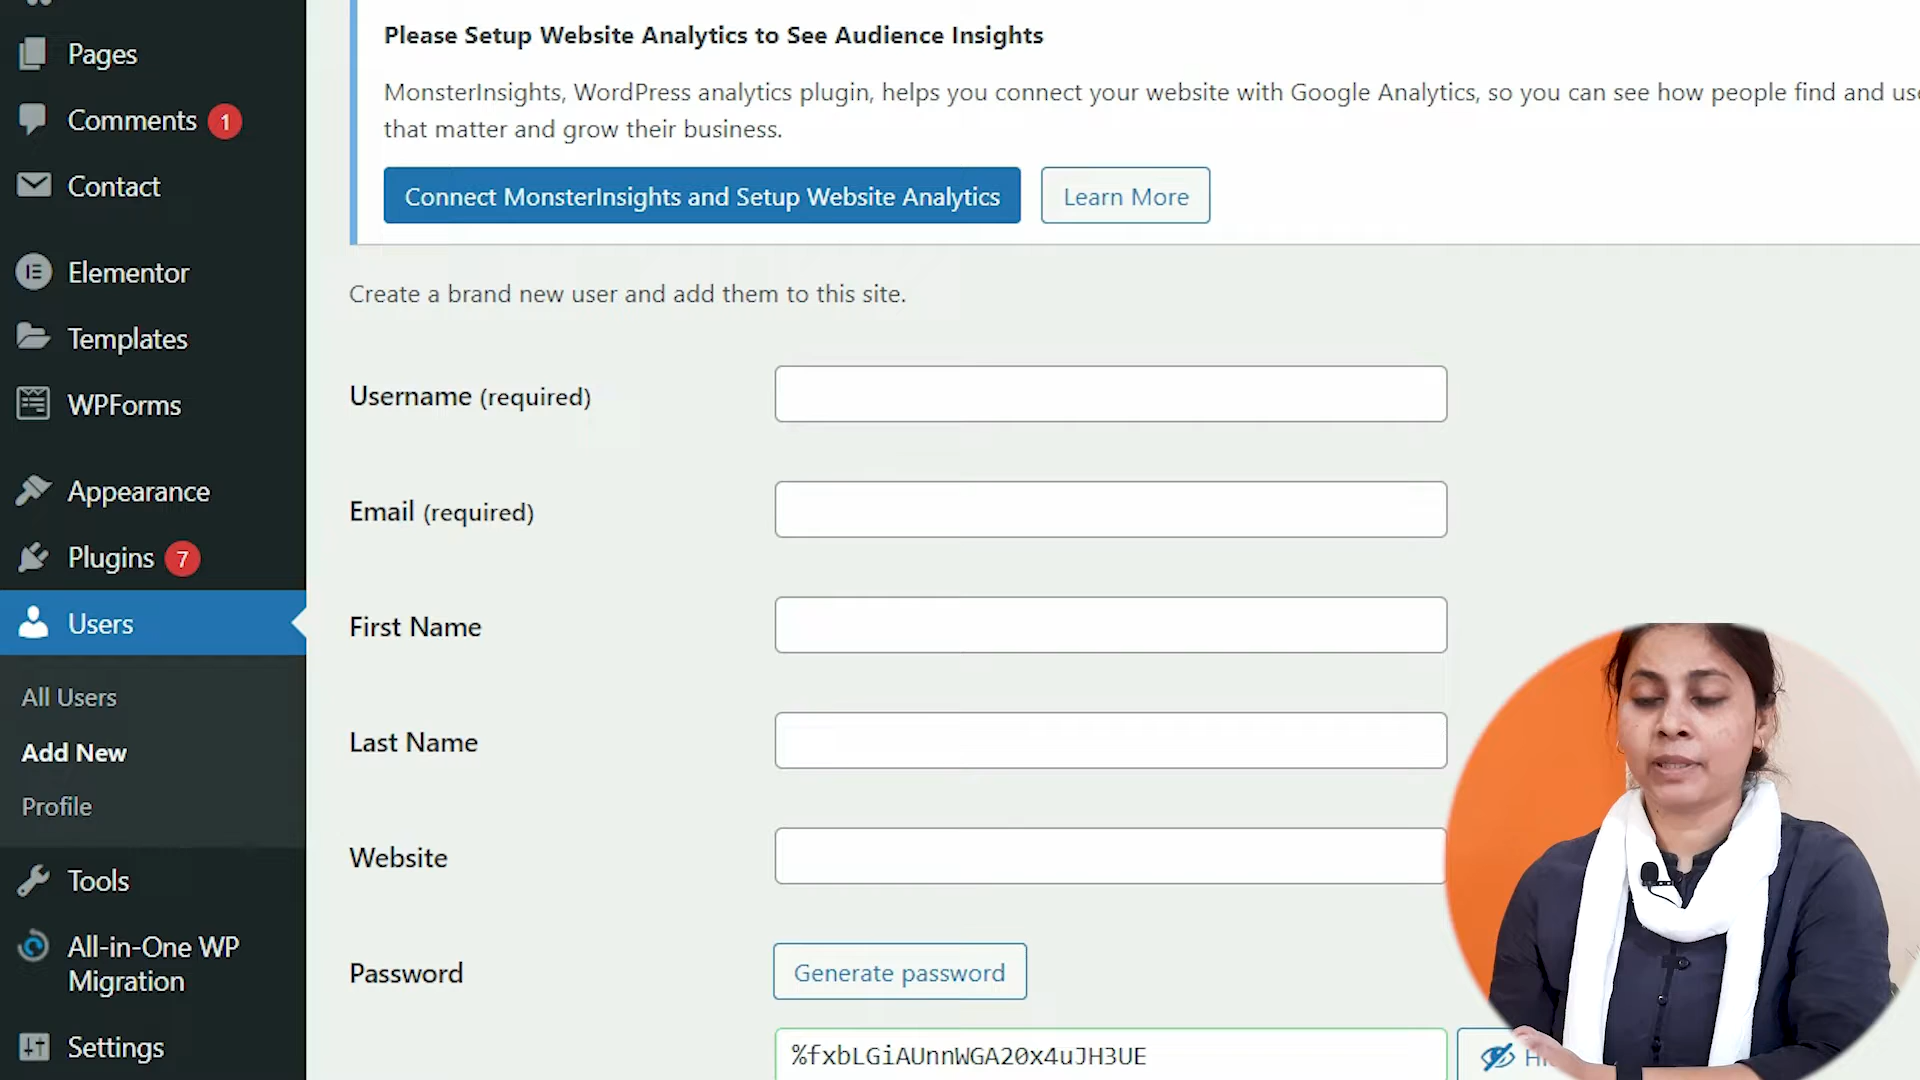 Pages
Comments 1
Contact
Elementor
Templates
WPForms
Appearance
Plugins 7
Users
All Users
Add New
Profile
Tools
All-in-One WP
Migration
Settings
Please Setup Website Analytics to See Audience Insights
MonsterInsights, WordPress analytics plugin, helps you connect your website with Google Analytics, so you can see how people find and use
that matter and grow their business.
Connect MonsterInsights and Setup Website Analytics
Learn More
Create a brand new user and add them to this site.
Username (required)
Email (required)
First Name
Last Name
Website
Password
Generate password
%fxbLGiAUnnWGA20x4uJH3UE